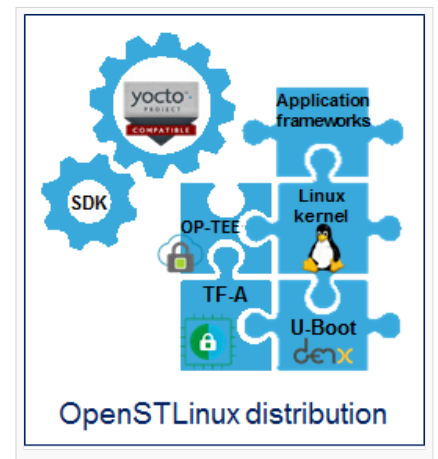 yocto
PROJECT
COMPATIBLE
Application
frameworks
SDK
Linux
kernel
OP-TEE
TF-A
U-Boot
denx
OpenSTLinux distribution